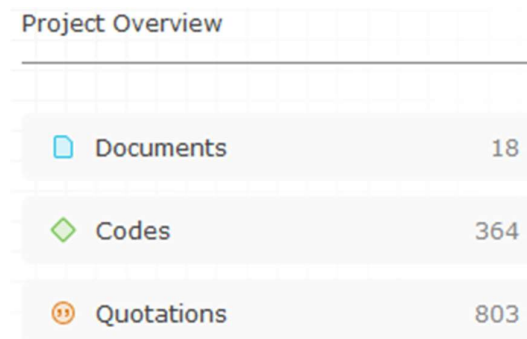 Project Overview
Documents 18
Codes 364
Quotations 803